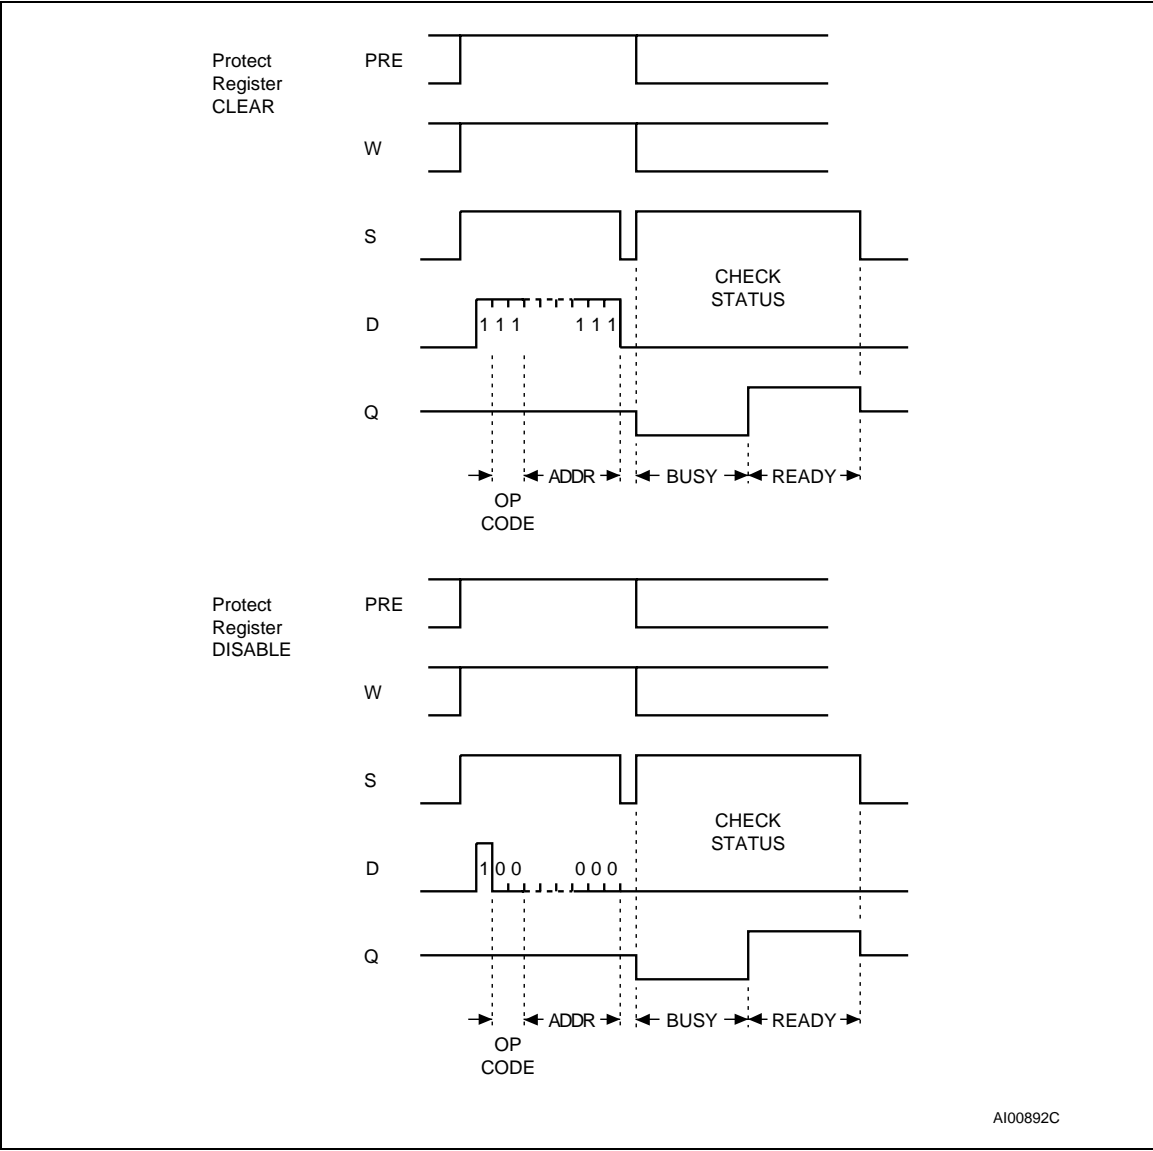 Protect
Register
CLEAR
PRE
W
S
CHECK
STATUS
D
1 1 1 1 1 1
Q
ADDR BUSY READY
OP
CODE
Protect
Register
DISABLE
PRE
W
S
CHECK
STATUS
D
1 0 0 0 0 0
Q
ADDR BUSY READY
OP
CODE
AI00892C